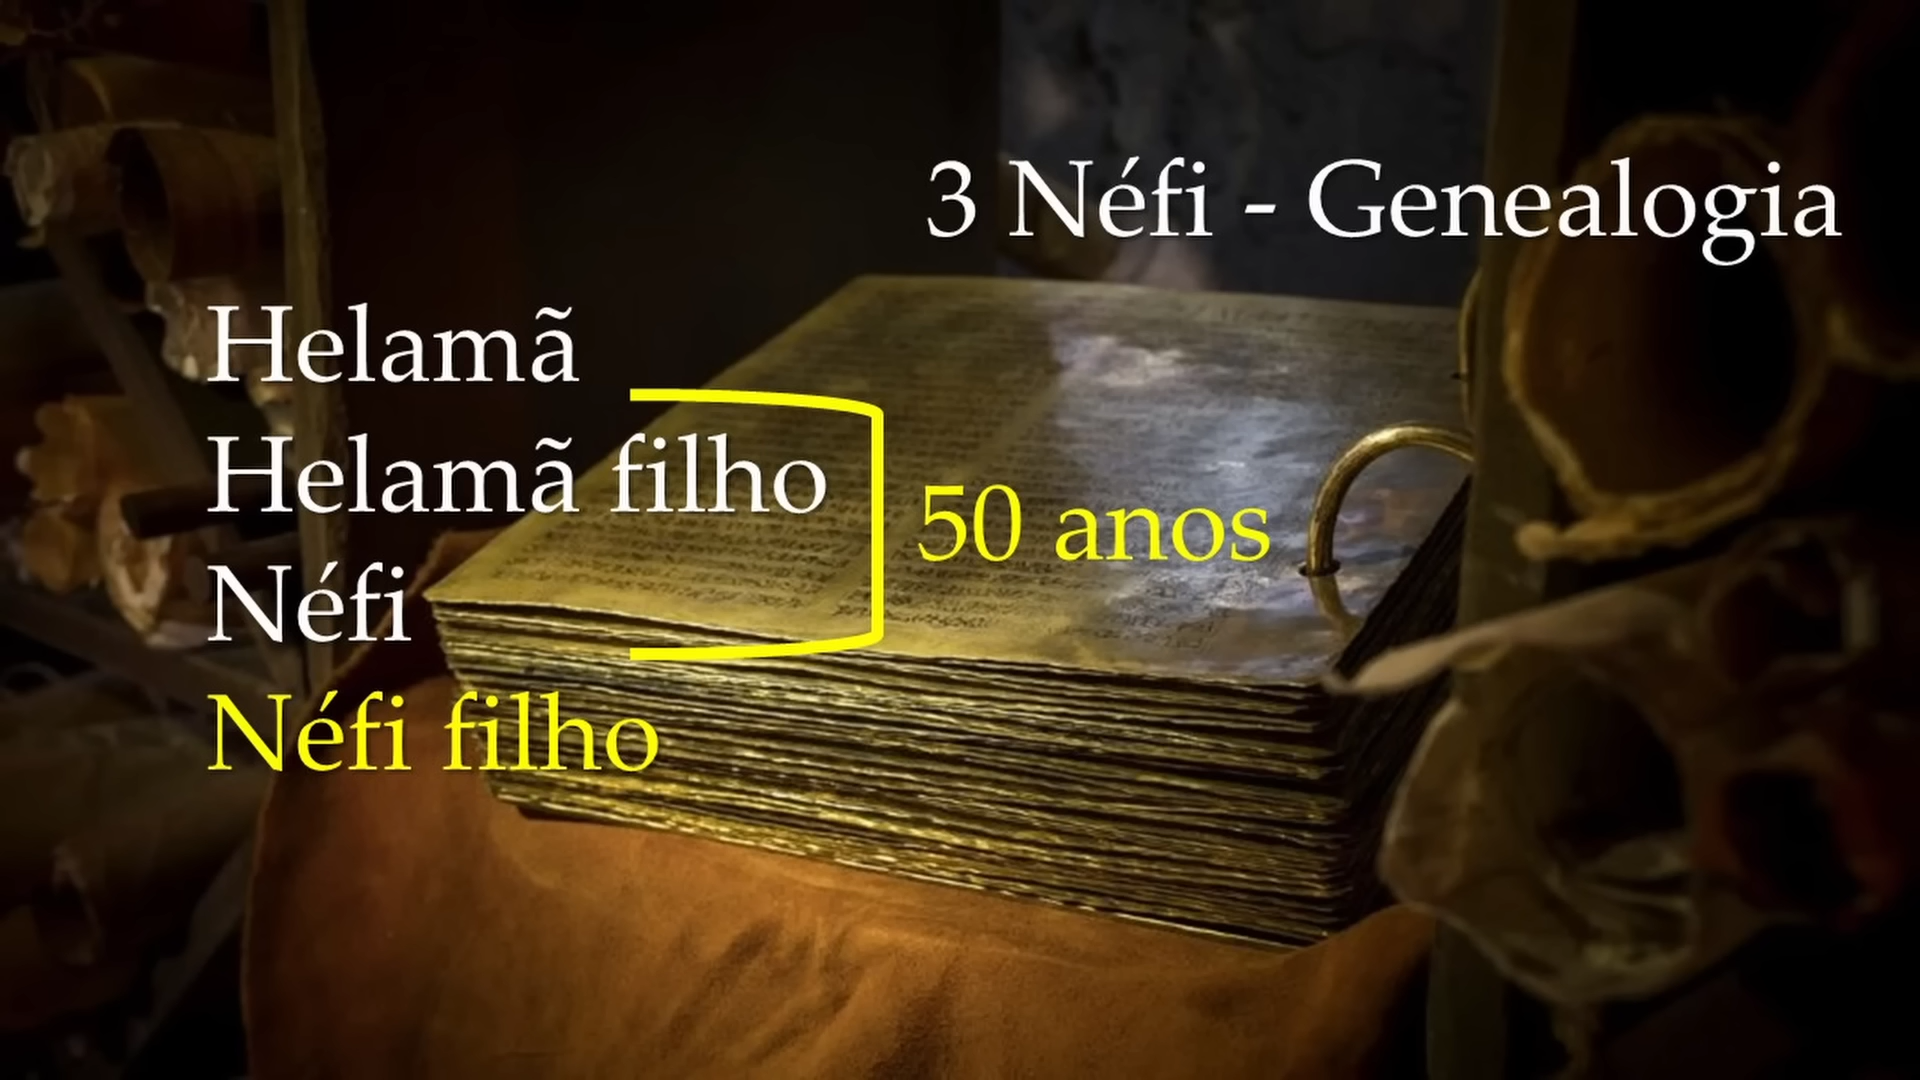 3 Néfi - Genealogia
Helamã
Helamã filho
50 anos
Néfi
Néfi filho